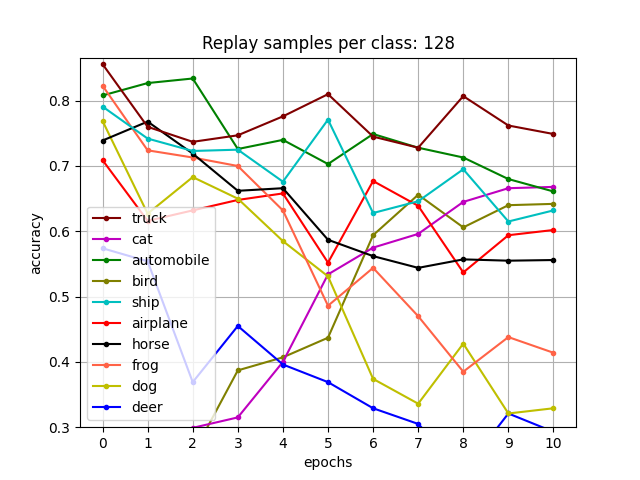 Replay samples per class: 128
accuracy
0.8
0.7
0.6
0.5
0.4
0.3
truck
cat
automobile
bird
ship
airplane
horse
frog
dog
deer
0 1 2 3 4 5 6 7 8 9 10
epochs